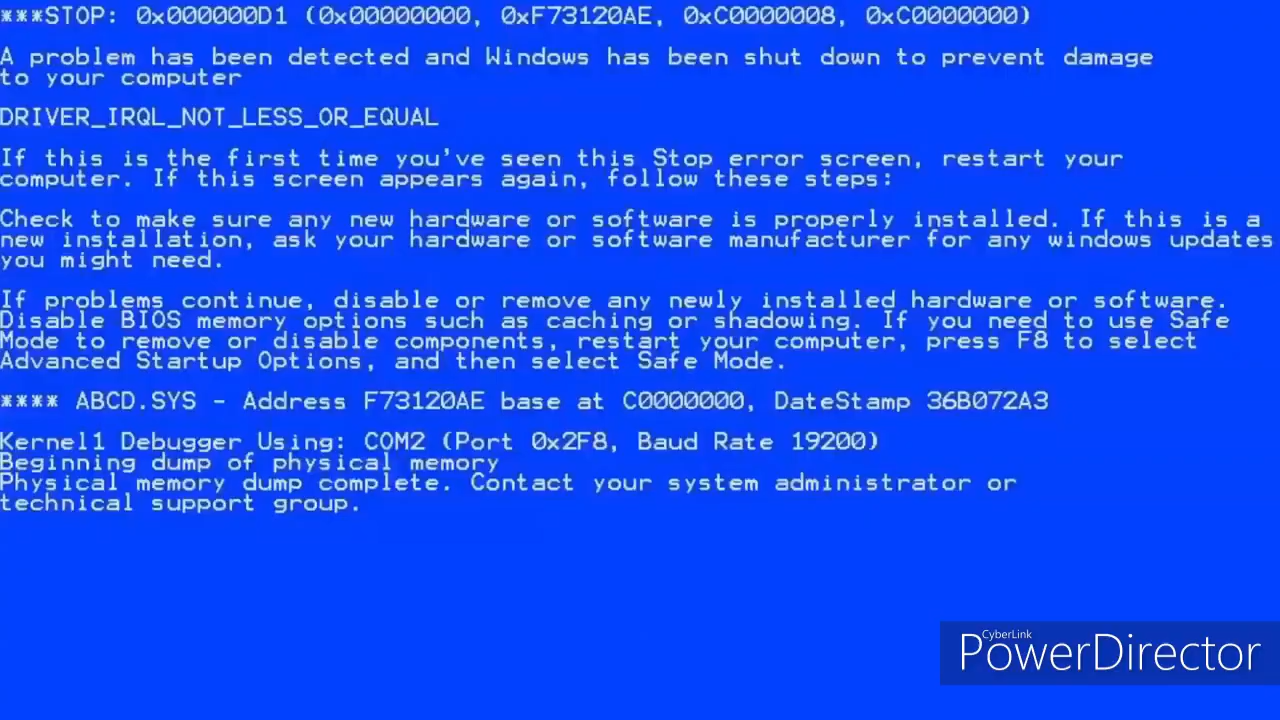 ***STOP: 0x000000D1 (0x00000000, 0xF73120AE, 0xC0000008, 0xC0000000)
A problem has been detected and Windows has been shut down to prevent damage
to your computer
DRIVER_IRQL_NOT_LESS_OR_EQUAL
If this is the first time you've seen this Stop error screen, restart your
computer. If this screen appears again, follow these steps:
Check to make sure any new hardware or software is properly installed. If this is a
new installation, ask your hardware or software manufacturer for any windows updates
you might need.
If problems continue, disable or remove any newly installed hardware or software.
Disable BIOS memory options such as caching or shadowing. If you need to use Safe
Mode to remove or disable components, restart your computer, press F8 to select
Advanced Startup Options, and then select Safe Mode.
**** ABCD.SYS - Address F73120AE base at C0000000, DateStamp 36B072A3
Kernel1 Debugger Using: COM2 (Port 0x2F8, Baud Rate 19200)
Beginning dump of physical memory
Physical memory dump complete. Contact your system administrator or
technical support group.
CyberLink
PowerDirector